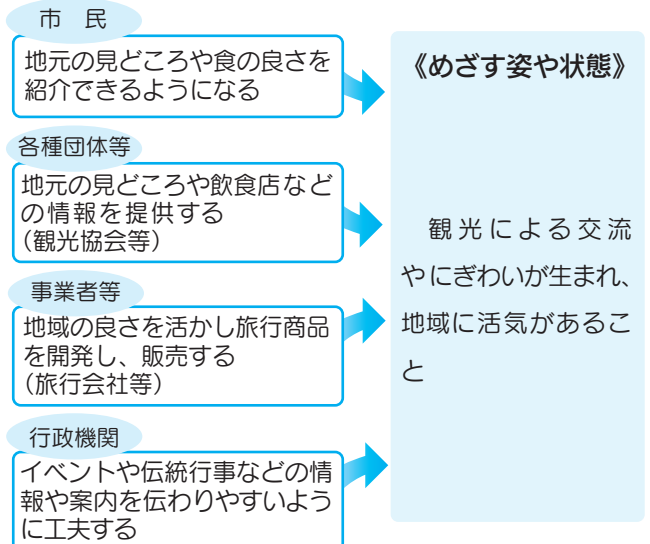 市　民
地元の見どころや食の良さを
紹介できるようになる
各種団体等
地元の見どころや飲食店など
の情報を提供する
（観光協会等）
事業者等
地域の良さを活かし旅行商品
を開発し、販売する
（旅行会社等）
行政機関
イベントや伝統行事などの情
報や案内を伝わりやすいよう
に工夫する
《めざす姿や状態》
観光による交流
やにぎわいが生まれ、
地域に活気があるこ
と